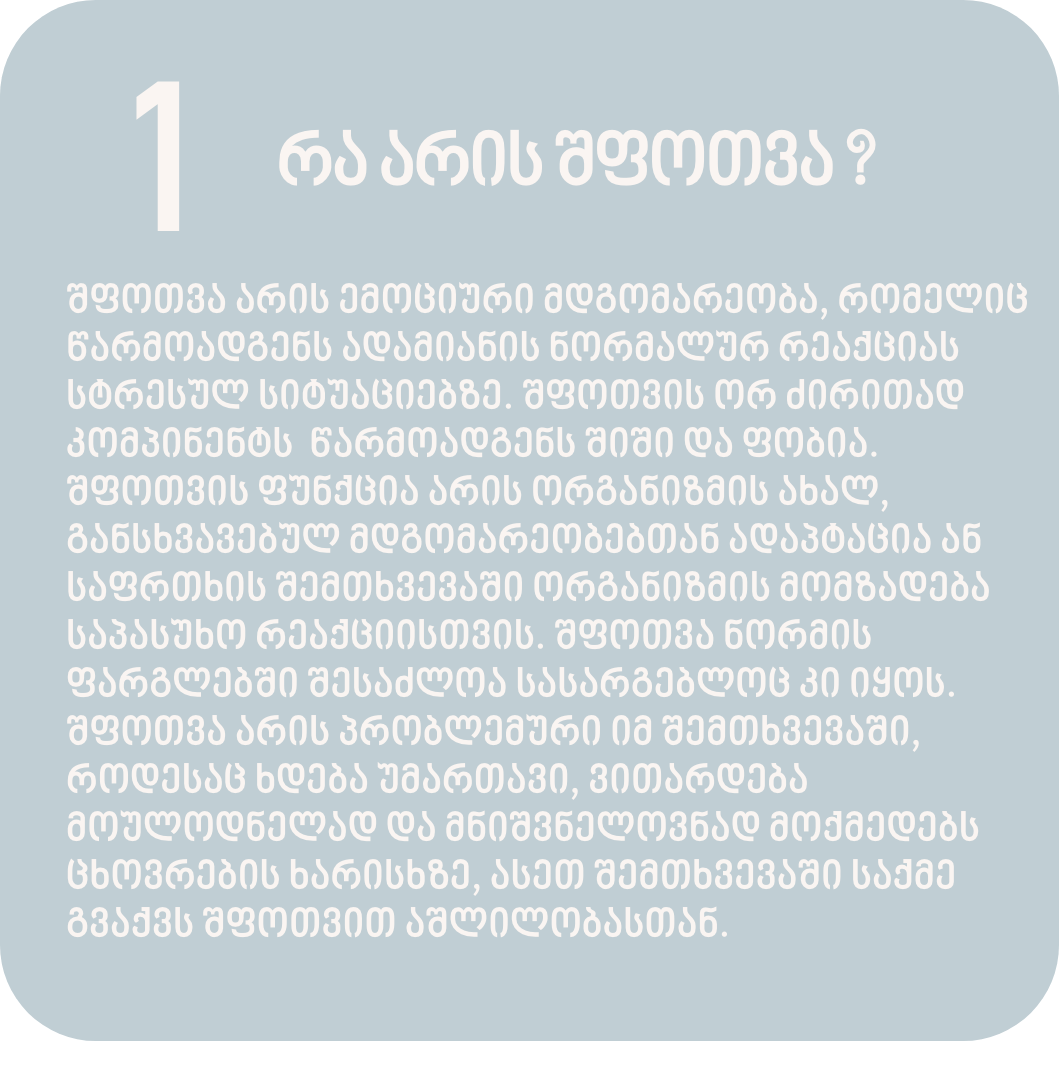 1
რა არის შფოთვა ?
შფოთვა არის ემოციური მდგომარეობა, რომელიც
წარმოადგენს ადამიანის ნორმალურ რეაქციას
სტრესულ სიტუაციებზე. შფოთვის ორ ძირითად
კომპინენტს  წარმოადგენს შიში და ფობია.
შფოთვის ფუნქცია არის ორგანიზმის ახალ,
განსხვავებულ მდგომარეობებთან ადაპტაცია ან
საფრთხის შემთხვევაში ორგანიზმის მომზადება
საპასუხო რეაქციისთვის. შფოთვა ნორმის
ფარგლებში შესაძლოა სასარგებლოც კი იყოს.
შფოთვა არის პრობლემური იმ შემთხვევაში,
როდესაც ხდება უმართავი, ვითარდება
მოულოდნელად და მნიშვნელოვნად მოქმედებს
ცხოვრების ხარისხზე, ასეთ შემთხვევაში საქმე
გვაქვს შფოთვით აშლილობასთან.